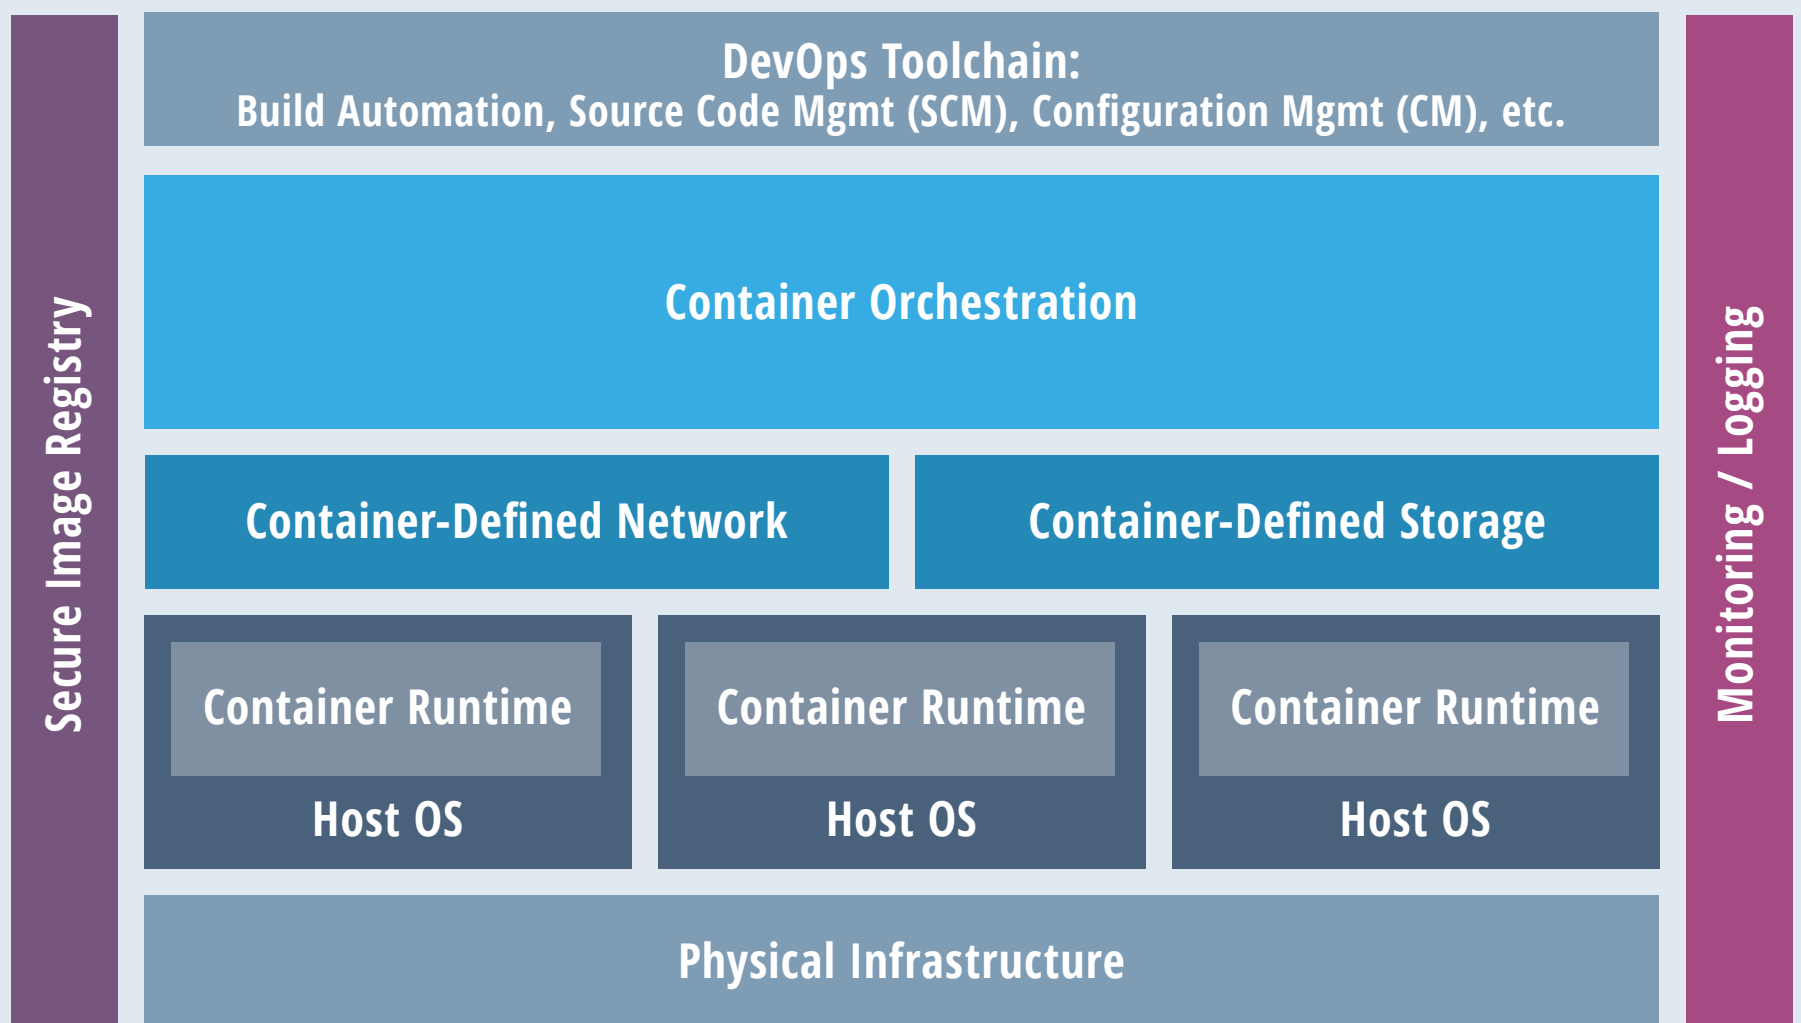 Secure Image Registry
DevOps Toolchain:
Build Automation, Source Code Mgmt (SCM), Configuration Mgmt (CM), etc.
Container Orchestration
Container-Defined Network
Container-Defined Storage
Container Runtime
Host OS
Container Runtime
Host OS
Container Runtime
Host OS
Physical Infrastructure
Monitoring / Logging